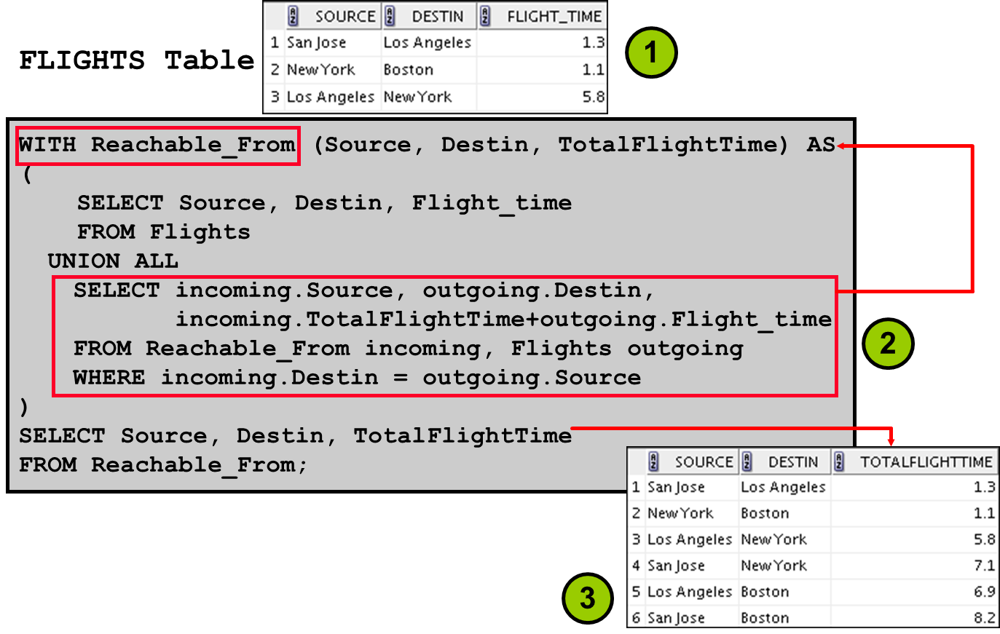 SOURCE DESTIN FLIGHT_TIME
1 San Jose Los Angeles 1.3
2 New York Boston 1.1
3 Los Angeles New York 5.8
FLIGHTS Table
1
WITH Reachable_From (Source, Destin, TotalFlightTime) AS
(
SELECT Source, Destin, Flight_time
FROM Flights
UNION ALL
SELECT incoming.Source, outgoing.Destin,
incoming.TotalFlightTime+outgoing.Flight_time
FROM Reachable_From incoming, Flights outgoing
WHERE incoming.Destin = outgoing.Source
)
2
SELECT Source, Destin, TotalFlightTime
FROM Reachable_From;
SOURCE DESTIN TOTALFLIGHTTIME
1 San Jose Los Angeles 1.3
2 New York Boston 1.1
3 Los Angeles New York 5.8
4 San Jose New York 7.1
5 Los Angeles Boston 6.9
6 San Jose Boston 8.2
3